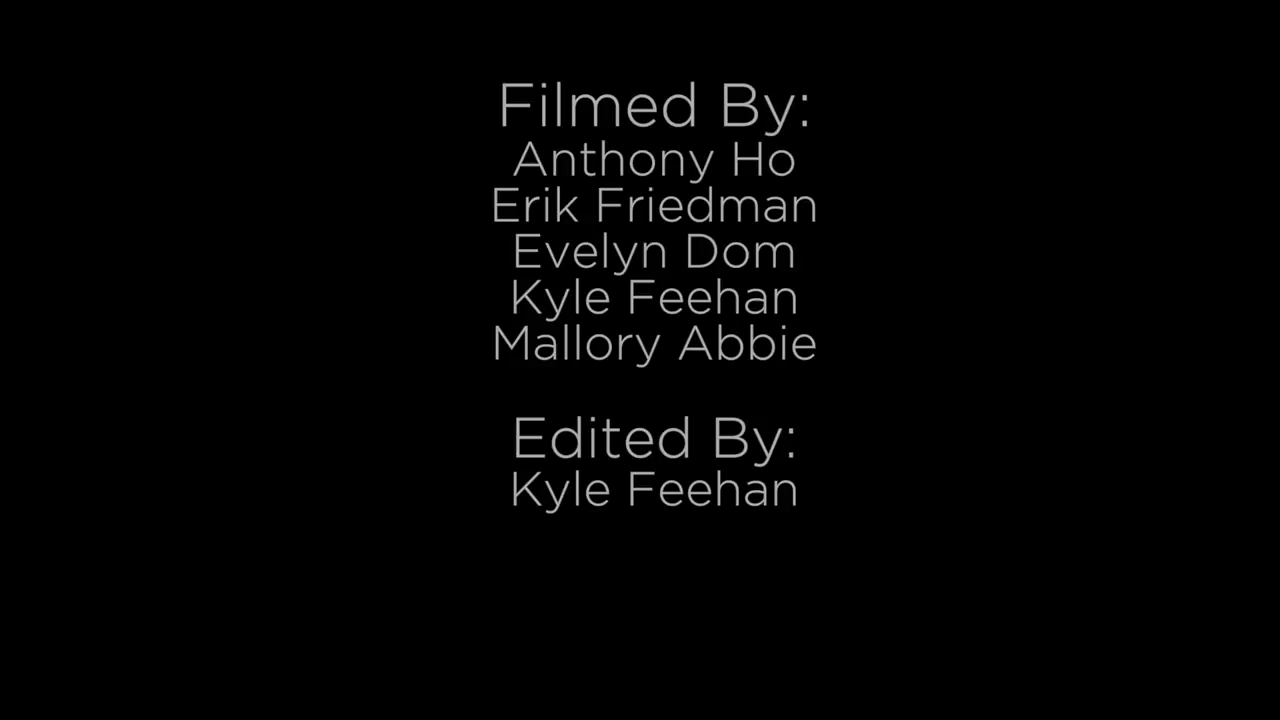 Filmed By:
Anthony Ho
Erik Friedman
Evelyn Dom
Kyle Feehan
Mallory Abbie
Edited By:
Kyle Feehan